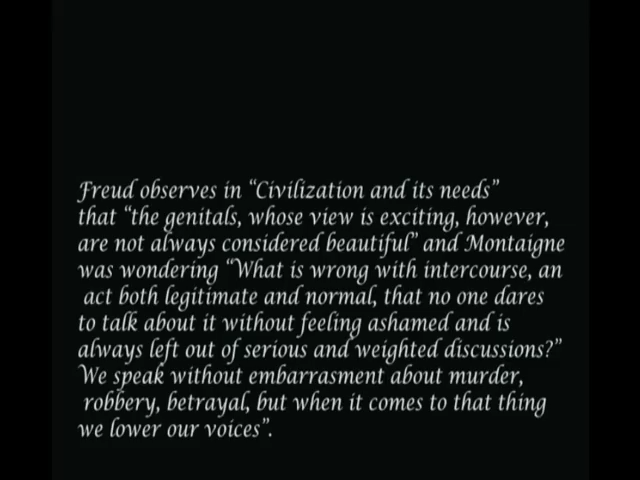 Freud observes in “Civilization and its needs”
that “the genitals, whose view is exciting, however,
are not always considered beautiful” and Montaigne
was wondering “What is wrong with intercourse, an
act both legitimate and normal, that no one dares
to talk about it without feeling ashamed and is
always left out of serious and weighted discussions?”
We speak without embarrasment about murder,
robbery, betrayal, but when it comes to that thing
we lower our voices”.